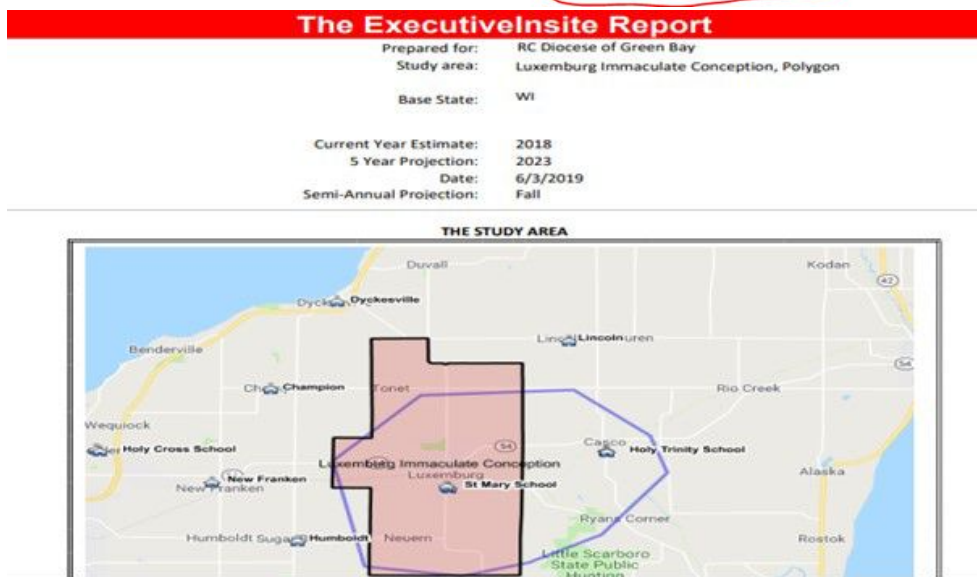 The ExecutiveInsite Report
Prepared for: RC Diocese of Green Bay
Study area: Luxemburg Immaculate Conception, Polygon
Base State: WI
Current Year Estimate: 2018
5 Year Projection: 2023
Date: 6/3/2019
Semi-Annual Projection: Fall
THE STUDY AREA
Duvall
Kodan
42
Dyckesville
Lincoln
Benderville
54
Champion
Tonet
Rio Creek
Wequiock
54
Casco
Holy Cross School
Holy Trinity School
Luxemburg Immaculate Conception
Luxemburg
Alaska
New Franken
New Franken
St Mary School
Ryans Corner
Humboldt
Humboldt
Neuern
Rostok
Little Scarboro
State Public
Hunting